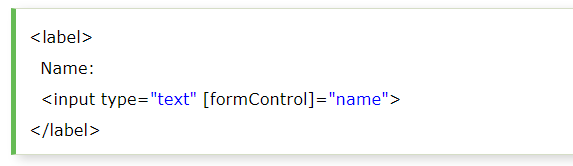 <label>
Name:
<input type="text" [formControl]="name">
</label>